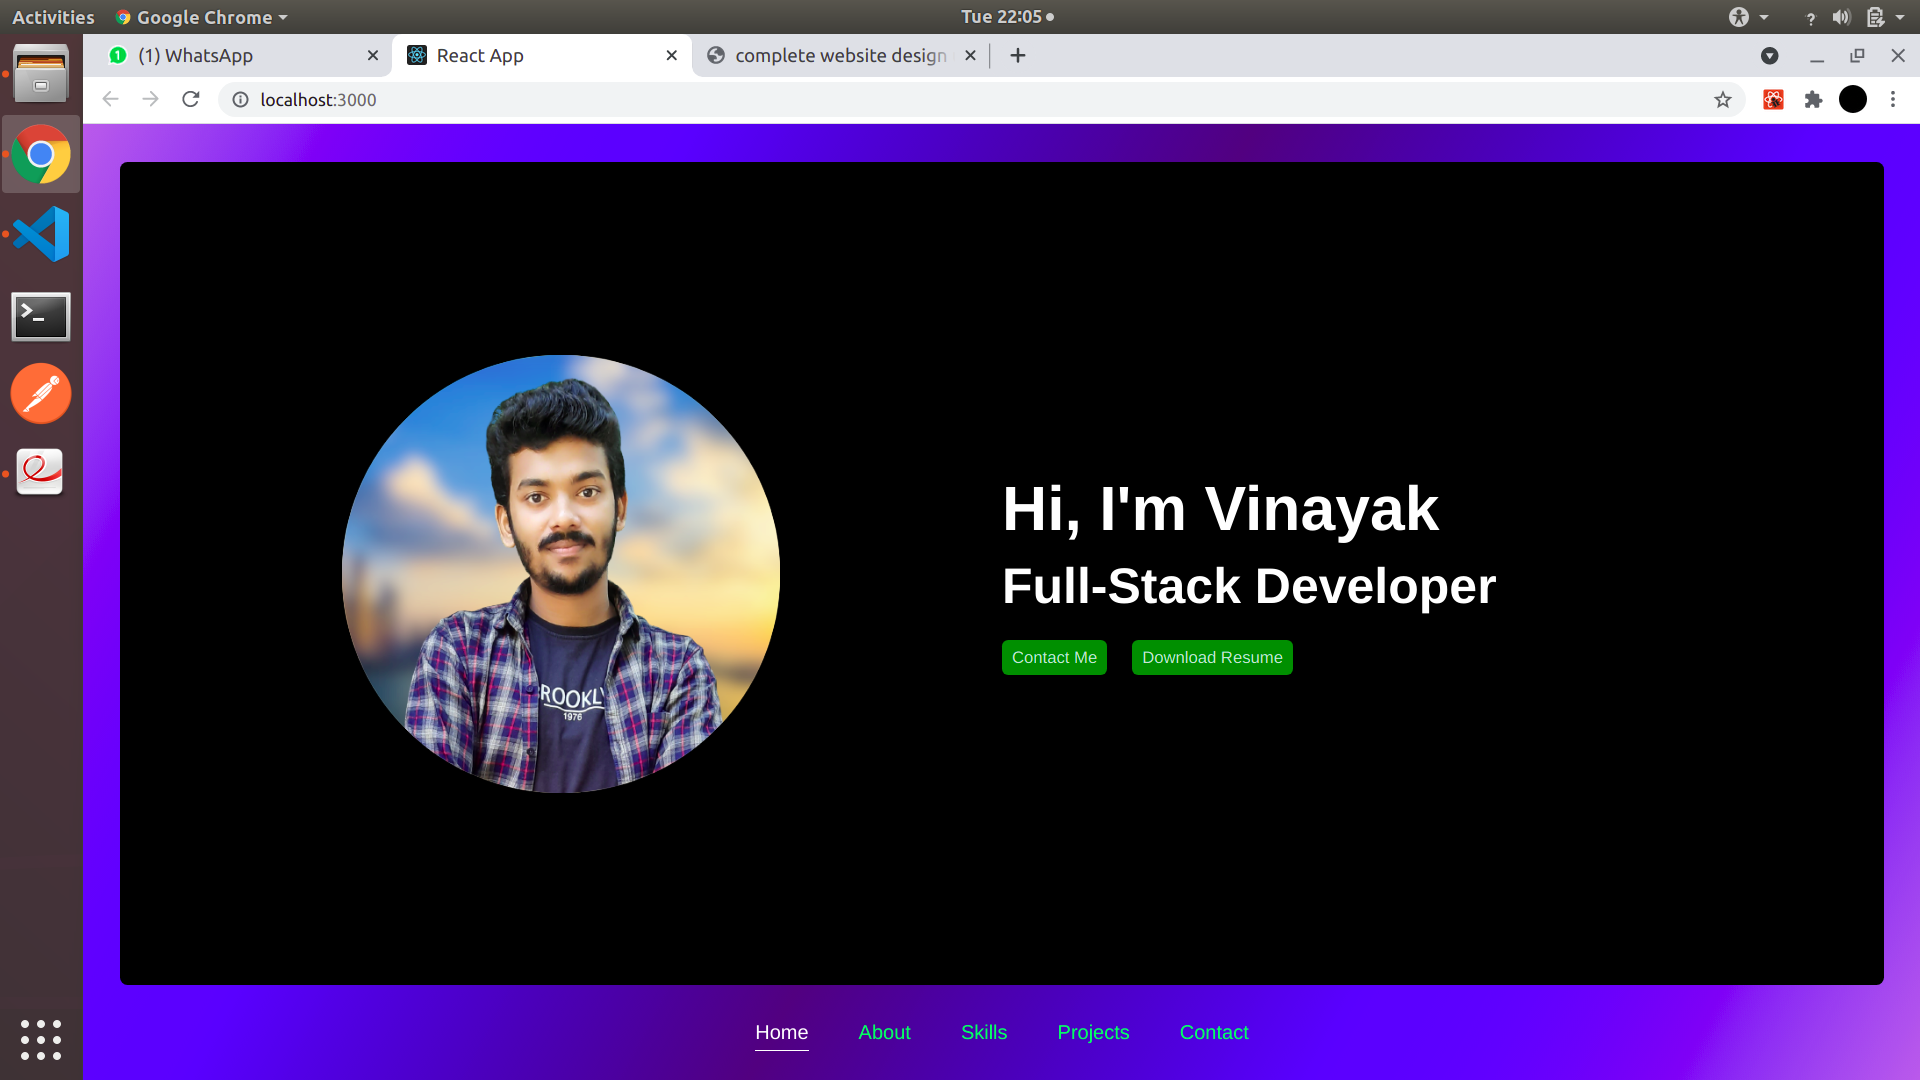 Activities
Google Chrome
Tue 22:05
(1) WhatsApp
React App
complete website design
localhost:3000
Hi, I'm Vinayak
Full-Stack Developer
Contact Me
Download Resume
ROOKL
1976
Home
About
Skills
Projects
Contact